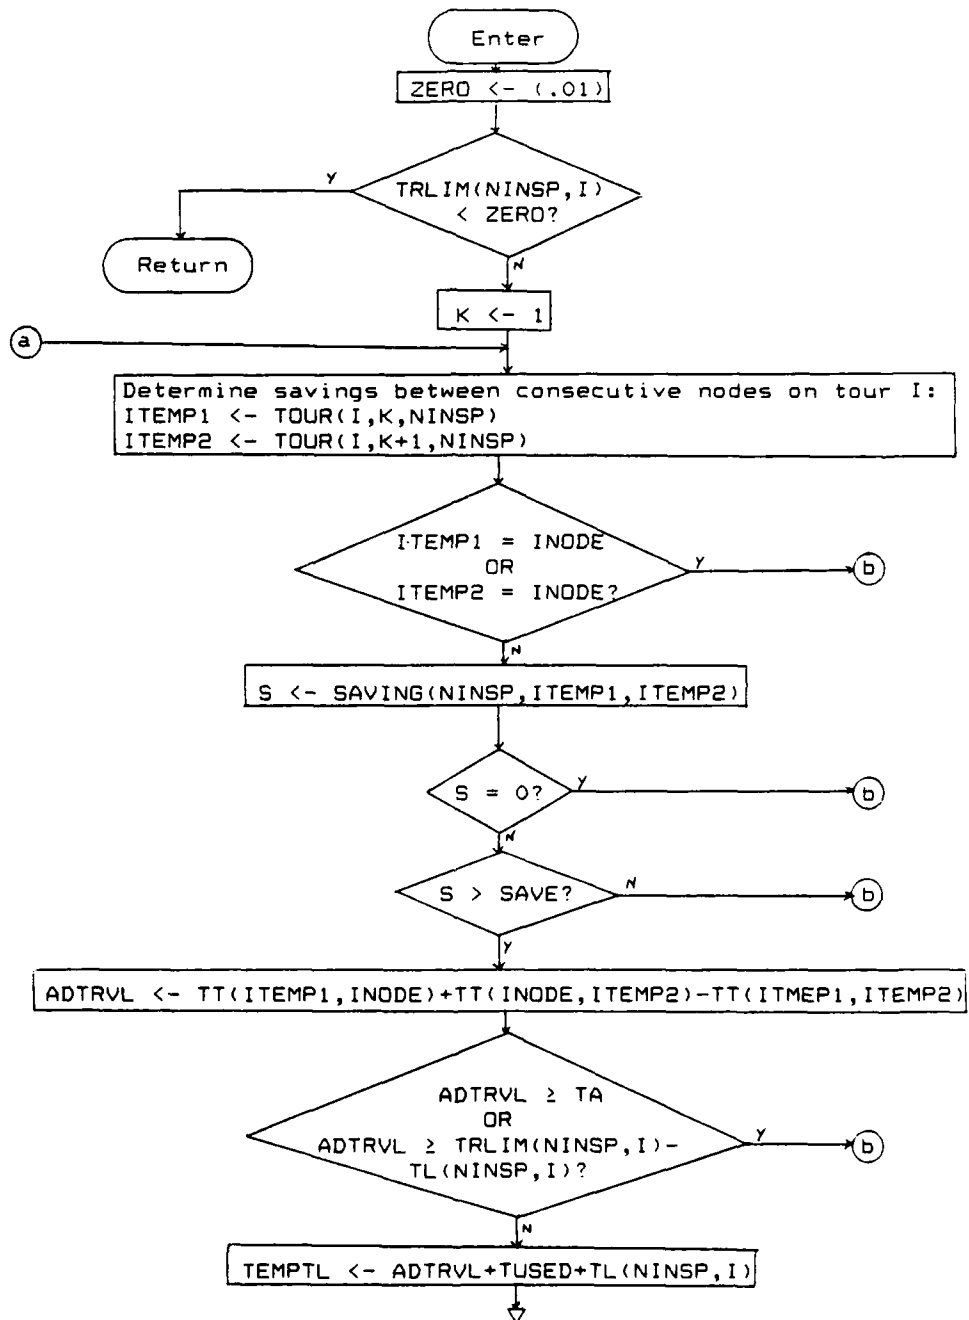 Enter
ZERO <- (.01)
Y
TRLIM(NINSP,I)
< ZERO?
Return
N
K <- 1
a
Determine savings between consecutive nodes on tour I:
ITEMP1 <- TOUR(I,K,NINSP)
ITEMP2 <- TOUR(I,K+1,NINSP)
ITEMP1 = INODE
OR
ITEMP2 = INODE?
Y
b
N
S <- SAVING(NINSP,ITEMP1,ITEMP2)
S = 0?
Y
b
N
S > SAVE?
N
b
Y
ADTRVL <- TT(ITEMP1,INODE)+TT(INODE,ITEMP2)-TT(ITMEP1,ITEMP2)
ADTRVL ≥ TA
OR
ADTRVL ≥ TRLIM(NINSP,I)-
TL(NINSP,I)?
Y
b
N
TEMPTL <- ADTRVL+TUSED+TL(NINSP,I)